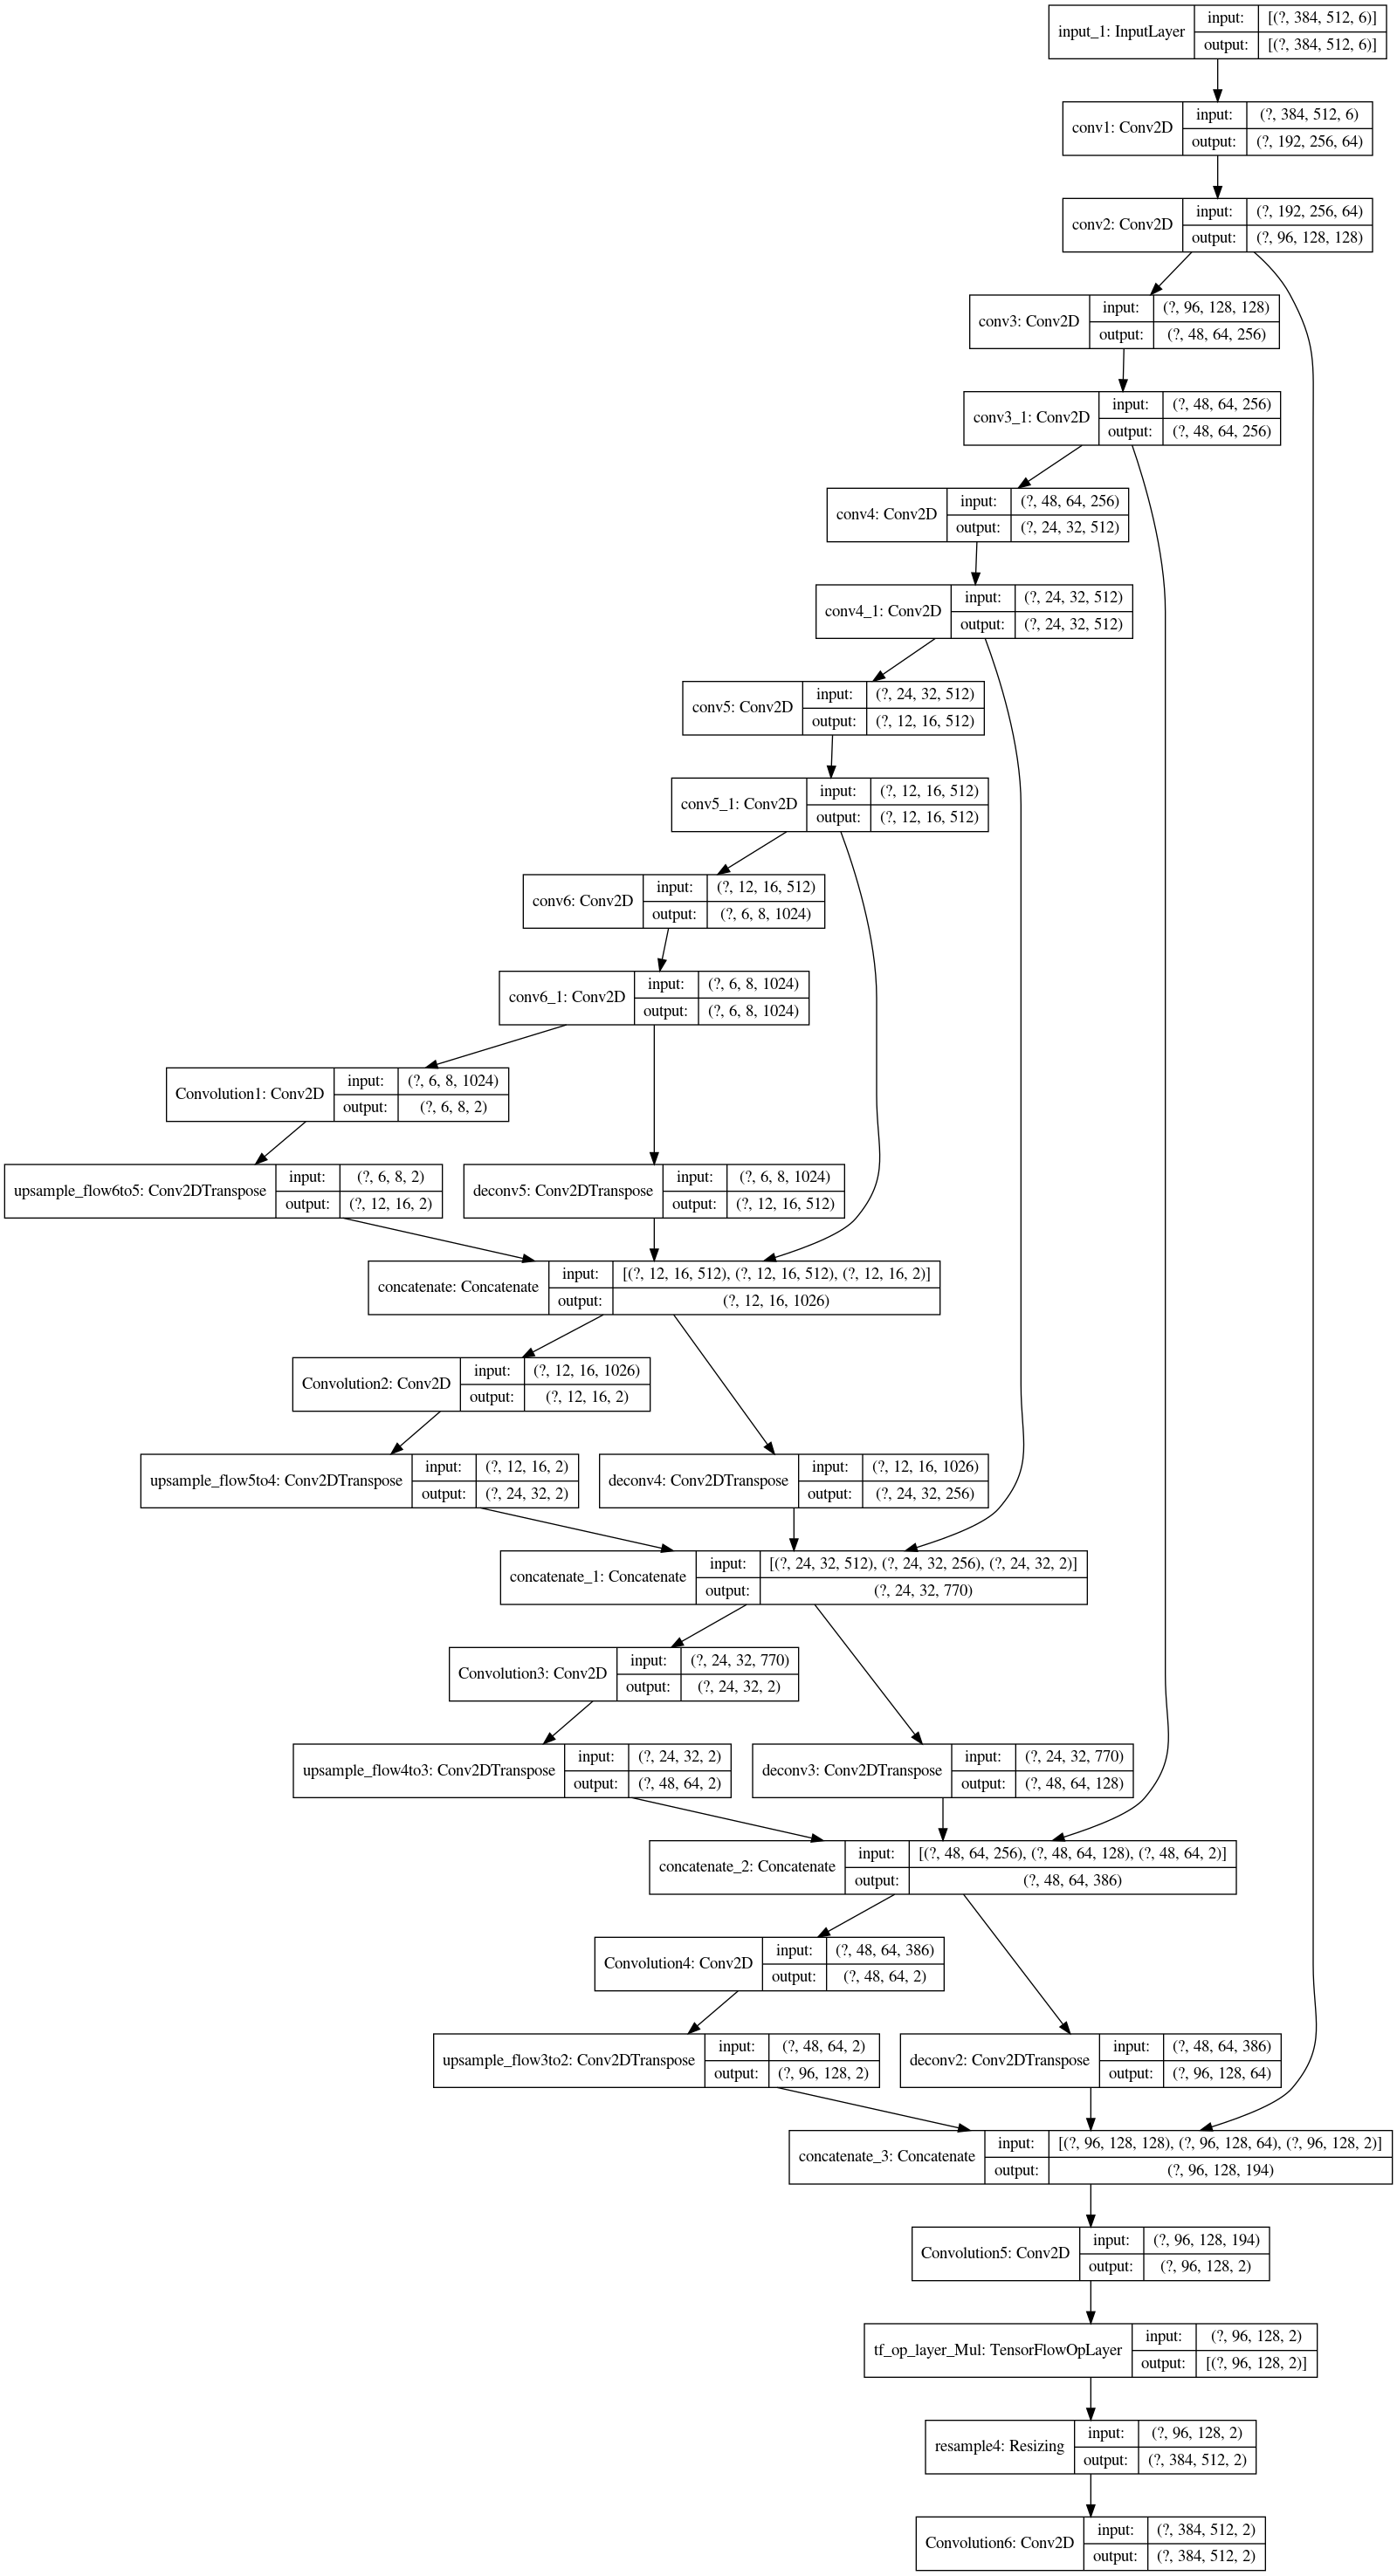 input_1: InputLayer
input: [(?, 384, 512, 6)]
output: [(?, 384, 512, 6)]
conv1: Conv2D
input: (?, 384, 512, 6)
output: (?, 192, 256, 64)
conv2: Conv2D
input: (?, 192, 256, 64)
output: (?, 96, 128, 128)
conv3: Conv2D
input: (?, 96, 128, 128)
output: (?, 48, 64, 256)
conv3_1: Conv2D
input: (?, 48, 64, 256)
output: (?, 48, 64, 256)
conv4: Conv2D
input: (?, 48, 64, 256)
output: (?, 24, 32, 512)
conv4_1: Conv2D
input: (?, 24, 32, 512)
output: (?, 24, 32, 512)
conv5: Conv2D
input: (?, 24, 32, 512)
output: (?, 12, 16, 512)
conv5_1: Conv2D
input: (?, 12, 16, 512)
output: (?, 12, 16, 512)
conv6: Conv2D
input: (?, 12, 16, 512)
output: (?, 6, 8, 1024)
conv6_1: Conv2D
input: (?, 6, 8, 1024)
output: (?, 6, 8, 1024)
Convolution1: Conv2D
input: (?, 6, 8, 1024)
output: (?, 6, 8, 2)
upsample_flow6to5: Conv2DTranspose
input: (?, 6, 8, 2)
output: (?, 12, 16, 2)
deconv5: Conv2DTranspose
input: (?, 6, 8, 1024)
output: (?, 12, 16, 512)
concatenate: Concatenate
input: [(?, 12, 16, 512), (?, 12, 16, 512), (?, 12, 16, 2)]
output: (?, 12, 16, 1026)
Convolution2: Conv2D
input: (?, 12, 16, 1026)
output: (?, 12, 16, 2)
upsample_flow5to4: Conv2DTranspose
input: (?, 12, 16, 2)
output: (?, 24, 32, 2)
deconv4: Conv2DTranspose
input: (?, 12, 16, 1026)
output: (?, 24, 32, 256)
concatenate_1: Concatenate
input: [(?, 24, 32, 512), (?, 24, 32, 256), (?, 24, 32, 2)]
output: (?, 24, 32, 770)
Convolution3: Conv2D
input: (?, 24, 32, 770)
output: (?, 24, 32, 2)
upsample_flow4to3: Conv2DTranspose
input: (?, 24, 32, 2)
output: (?, 48, 64, 2)
deconv3: Conv2DTranspose
input: (?, 24, 32, 770)
output: (?, 48, 64, 128)
concatenate_2: Concatenate
input: [(?, 48, 64, 256), (?, 48, 64, 128), (?, 48, 64, 2)]
output: (?, 48, 64, 386)
Convolution4: Conv2D
input: (?, 48, 64, 386)
output: (?, 48, 64, 2)
upsample_flow3to2: Conv2DTranspose
input: (?, 48, 64, 2)
output: (?, 96, 128, 2)
deconv2: Conv2DTranspose
input: (?, 48, 64, 386)
output: (?, 96, 128, 64)
concatenate_3: Concatenate
input: [(?, 96, 128, 128), (?, 96, 128, 64), (?, 96, 128, 2)]
output: (?, 96, 128, 194)
Convolution5: Conv2D
input: (?, 96, 128, 194)
output: (?, 96, 128, 2)
tf_op_layer_Mul: TensorFlowOpLayer
input: (?, 96, 128, 2)
output: [(?, 96, 128, 2)]
resample4: Resizing
input: (?, 96, 128, 2)
output: (?, 384, 512, 2)
Convolution6: Conv2D
input: (?, 384, 512, 2)
output: (?, 384, 512, 2)